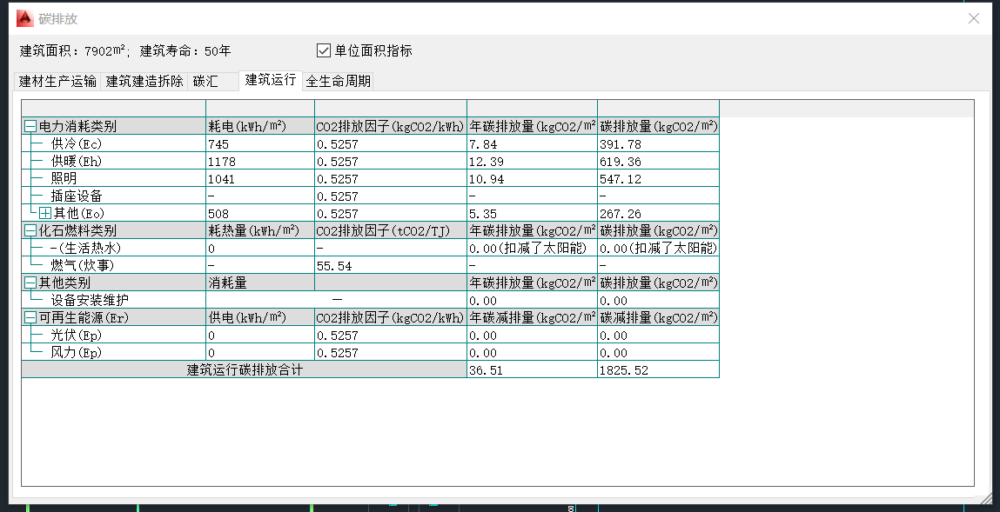 碳排放
建筑面积：7902㎡; 建筑寿命：50年 单位面积指标
建材生产运输 建筑建造拆除 碳汇 建筑运行 全生命周期
电力消耗类别 耗电(kWh/㎡) CO2排放因子(kgCO2/kWh) 年碳排放量(kgCO2/㎡ 碳排放量(kgCO2/㎡)
供冷(Ec) 745 0.5257 7.84 391.78
供暖(Eh) 1178 0.5257 12.39 619.36
照明 1041 0.5257 10.94 547.12
插座设备 - 0.5257 - -
其他(Eo) 508 0.5257 5.35 267.26
化石燃料类别 耗热量(kWh/㎡) CO2排放因子(tCO2/TJ) 年碳排放量(kgCO2/㎡ 碳排放量(kgCO2/㎡)
-(生活热水) 0 - 0.00(扣减了太阳能) 0.00(扣减了太阳能)
燃气(炊事) - 55.54 - -
其他类别 消耗量 年碳排放量(kgCO2/㎡ 碳排放量(kgCO2/㎡)
设备安装维护 — 0.00 0.00
可再生能源(Er) 供电(kWh/㎡) CO2排放因子(kgCO2/kWh) 年碳减排量(kgCO2/㎡ 碳减排量(kgCO2/㎡)
光伏(Ep) 0 0.5257 0.00 0.00
风力(Ep) 0 0.5257 0.00 0.00
建筑运行碳排放合计 36.51 1825.52